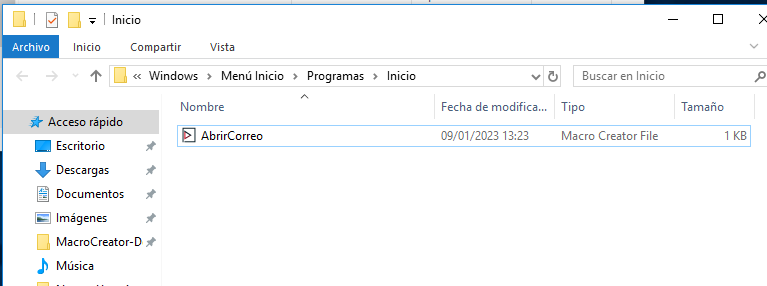 Inicio
Archivo Inicio Compartir Vista
« Windows > Menú Inicio > Programas > Inicio
Buscar en Inicio
Nombre Fecha de modifica... Tipo Tamaño
AbrirCorreo 09/01/2023 13:23 Macro Creator File 1 KB
Acceso rápido
Escritorio
Descargas
Documentos
Imágenes
MacroCreator-D
Música